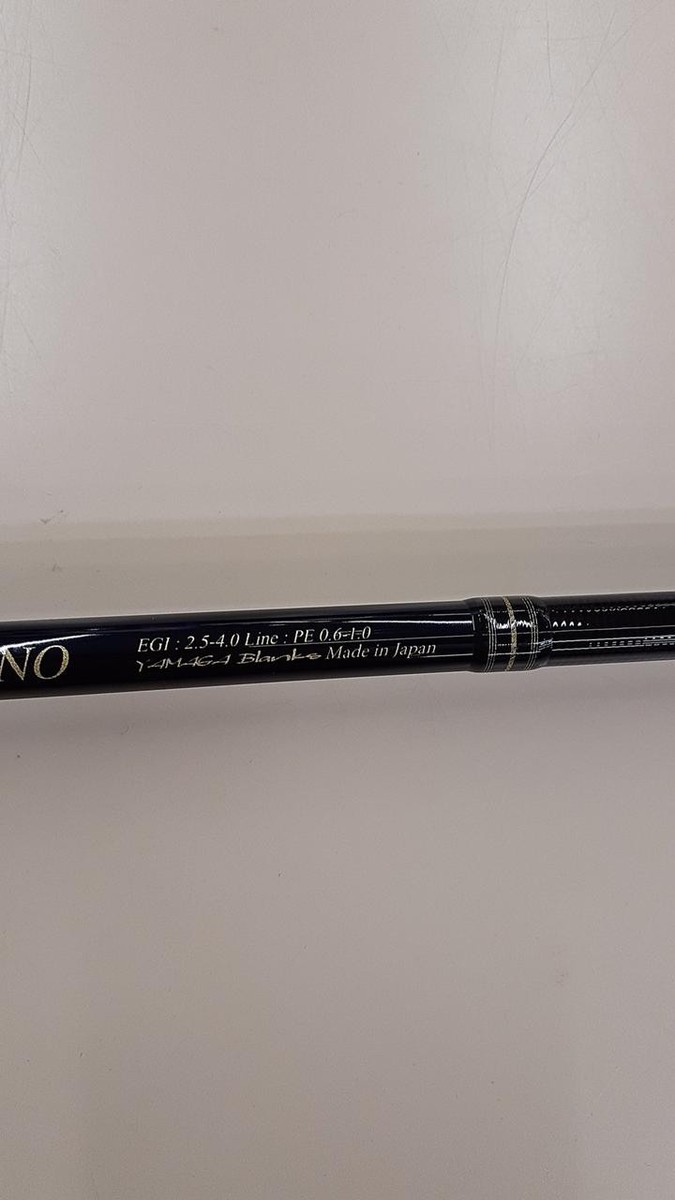 NO
EGI : 2.5-4.0 Line : PE 0.6-1.0
YAMAGA Blanks Made in Japan